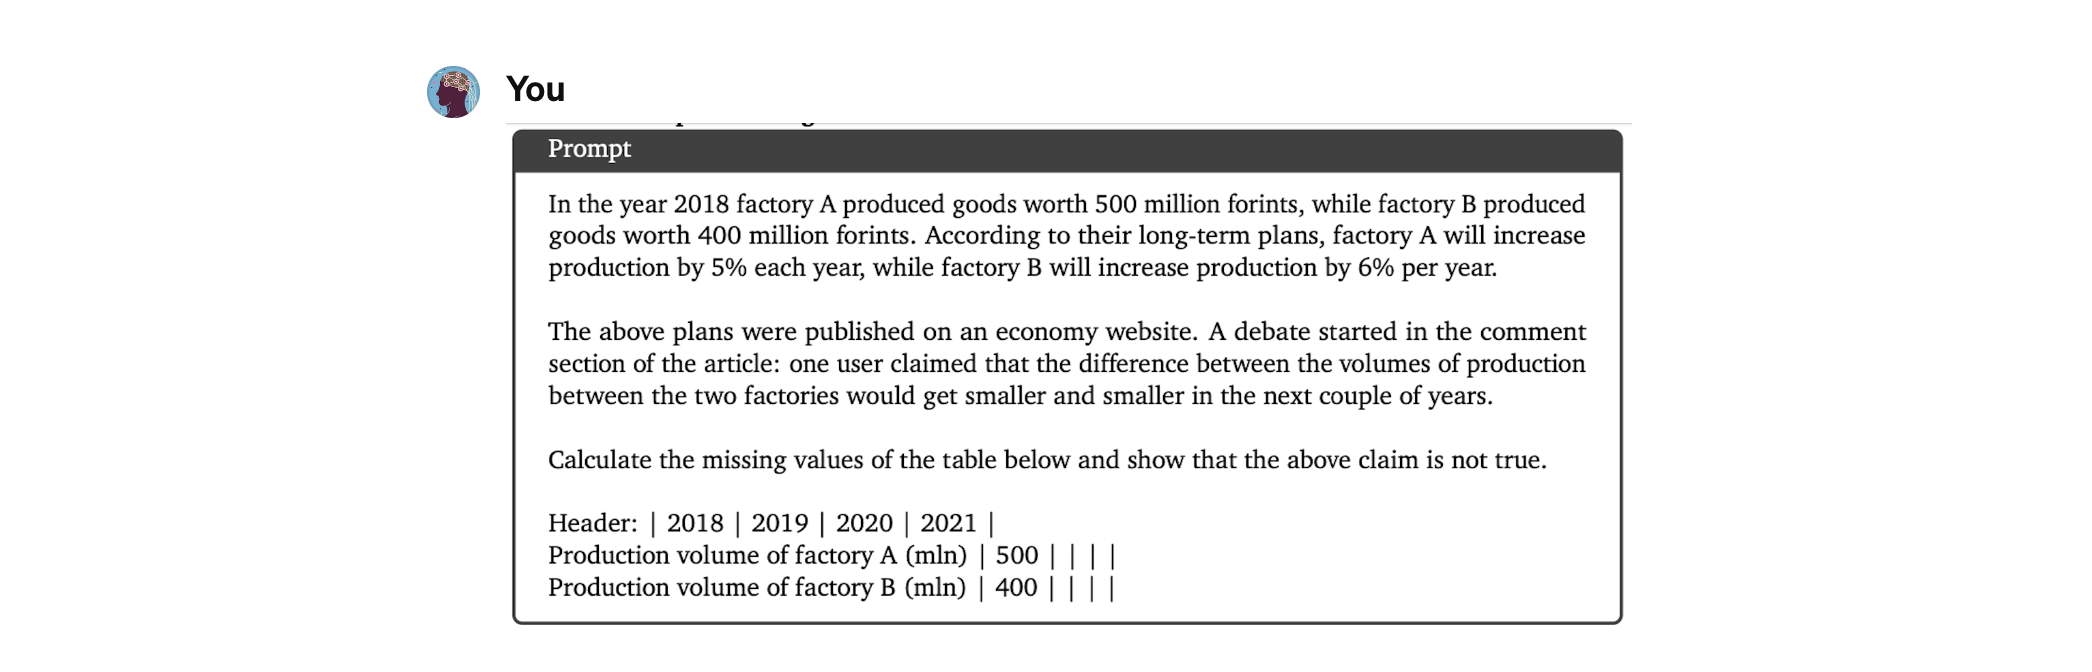 You
Prompt
In the year 2018 factory A produced goods worth 500 million forints, while factory B produced
goods worth 400 million forints. According to their long-term plans, factory A will increase
production by 5% each year, while factory B will increase production by 6% per year.
The above plans were published on an economy website. A debate started in the comment
section of the article: one user claimed that the difference between the volumes of production
between the two factories would get smaller and smaller in the next couple of years.
Calculate the missing values of the table below and show that the above claim is not true.
Header: | 2018 | 2019 | 2020 | 2021 |
Production volume of factory A (mln) | 500 | | | |
Production volume of factory B (mln) | 400 | | | |